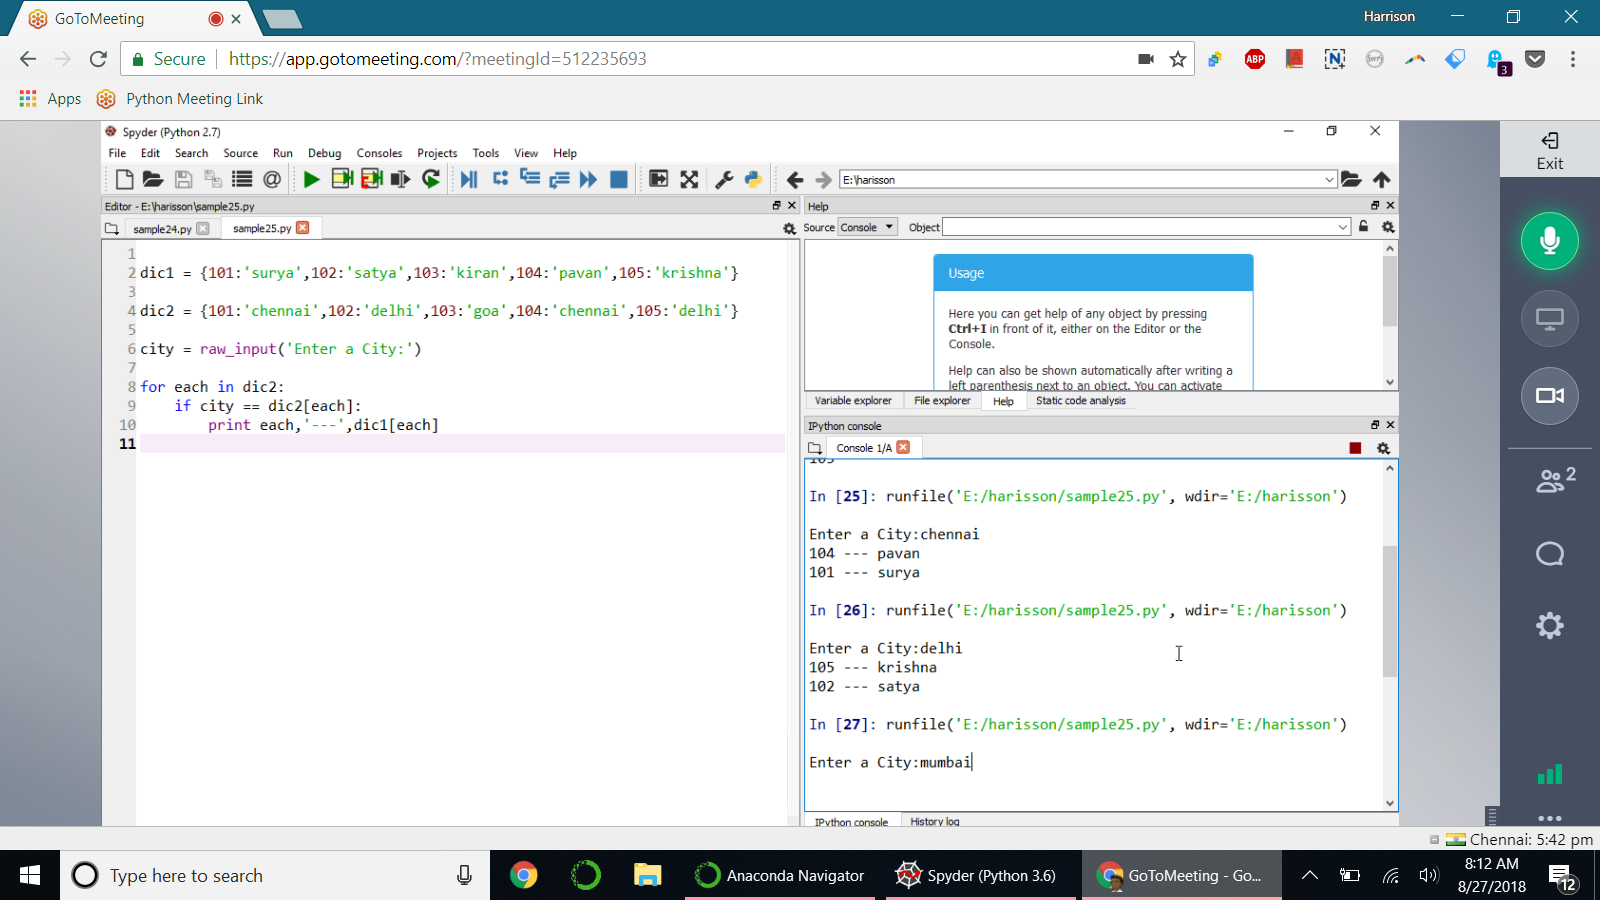 GoToMeeting
Harrison
Secure
https://app.gotomeeting.com/?meetingId=512235693
ABP
3
Apps
Python Meeting Link
Spyder (Python 2.7)
File Edit Search Source Run Debug Consoles Projects Tools View Help
E:\harisson
Editor - E:\harisson\sample25.py
sample24.py
sample25.py
1
2 dic1 = {101:'surya',102:'satya',103:'kiran',104:'pavan',105:'krishna'}
3
4 dic2 = {101:'chennai',102:'delhi',103:'goa',104:'chennai',105:'delhi'}
5
6 city = raw_input('Enter a City:')
7
8 for each in dic2:
9 if city == dic2[each]:
10 print each,'---',dic1[each]
11
Help
Source Console Object
Usage
Here you can get help of any object by pressing
Ctrl+I in front of it, either on the Editor or the
Console.
Help can also be shown automatically after writing a
left parenthesis next to an object. You can activate
Variable explorer File explorer Help Static code analysis
IPython console
Console 1/A
In [25]: runfile('E:/harisson/sample25.py', wdir='E:/harisson')
Enter a City:chennai
104 --- pavan
101 --- surya
In [26]: runfile('E:/harisson/sample25.py', wdir='E:/harisson')
Enter a City:delhi
105 --- krishna
102 --- satya
In [27]: runfile('E:/harisson/sample25.py', wdir='E:/harisson')
Enter a City:mumbai
IPython console History log
Exit
2
Chennai: 5:42 pm
Type here to search
Anaconda Navigator
Spyder (Python 3.6)
GoToMeeting - Go...
8:12 AM
8/27/2018
12